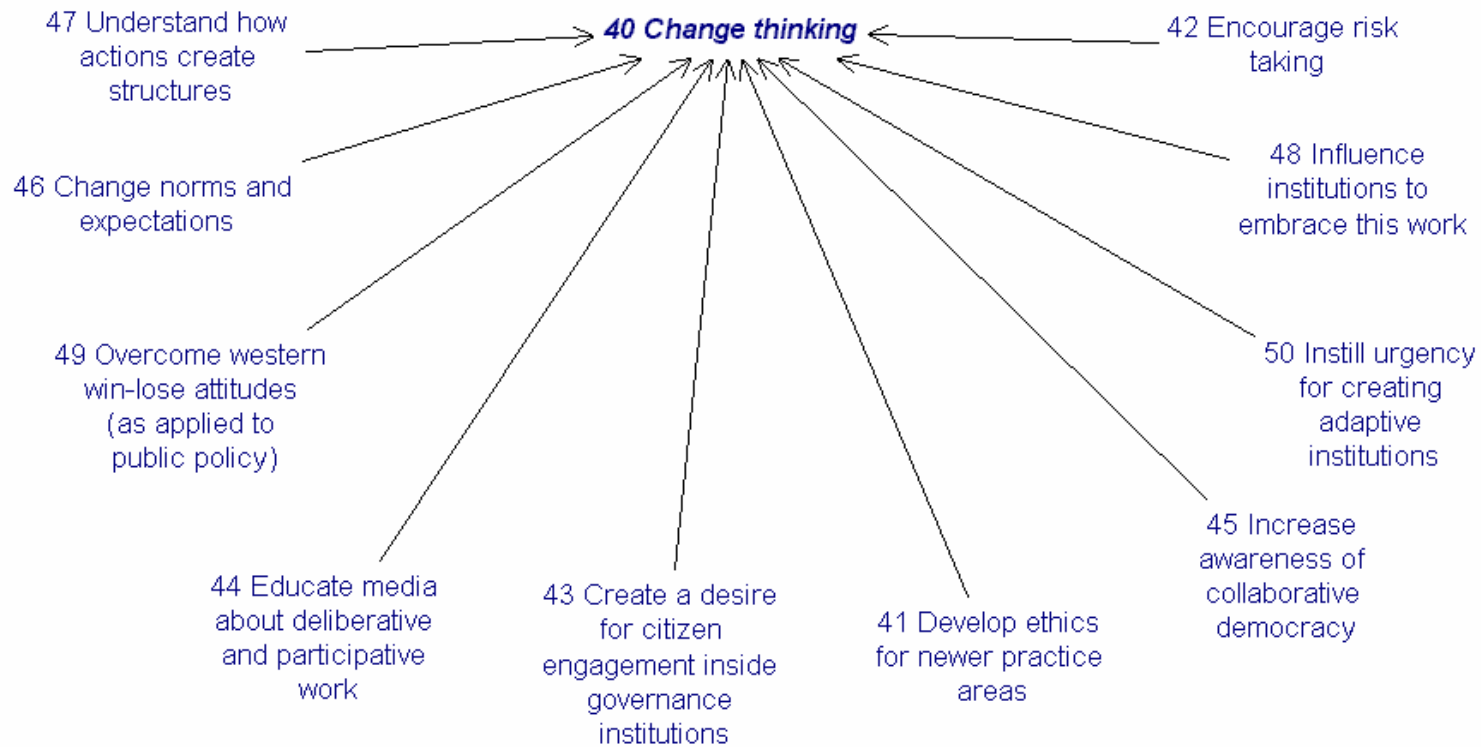 47 Understand how
actions create
structures
40 Change thinking
42 Encourage risk
taking
46 Change norms and
expectations
48 Influence
institutions to
embrace this work
49 Overcome western
win-lose attitudes
(as applied to
public policy)
50 Instill urgency
for creating
adaptive
institutions
44 Educate media
about deliberative
and participative
work
43 Create a desire
for citizen
engagement inside
governance
institutions
41 Develop ethics
for newer practice
areas
45 Increase
awareness of
collaborative
democracy